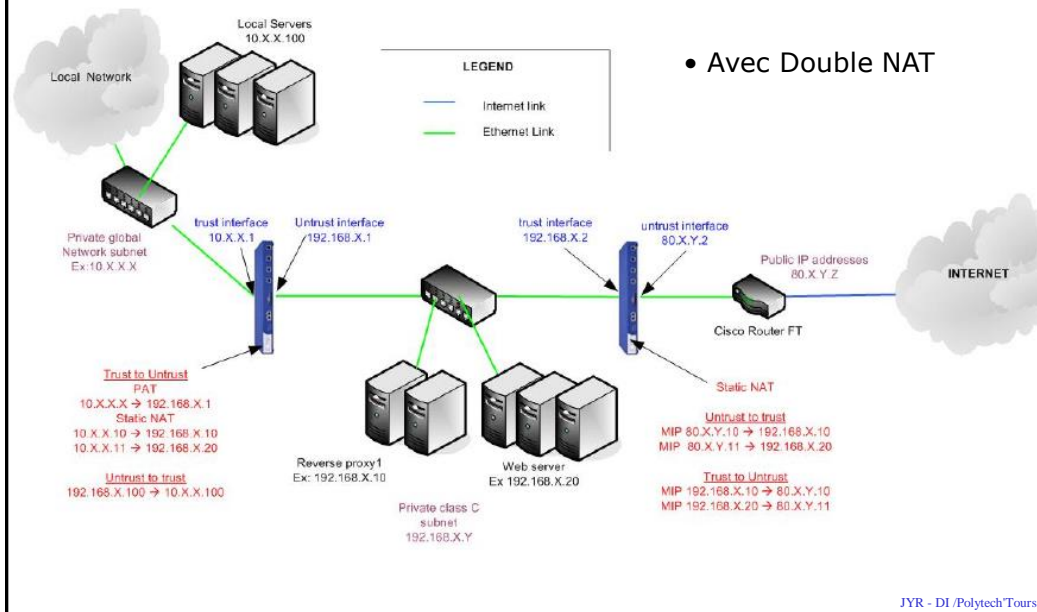 Local Servers
10.X.X.100
Local Network
LEGEND
Internet link
Ethernet Link
• Avec Double NAT
Private global
Network subnet
Ex:10.X.X.X
trust interface
10.X.X.1
Untrust interface
192.168.X.1
trust interface
192.168.X.2
untrust interface
80.X.Y.2
Public IP addresses
80.X.Y.Z
INTERNET
Cisco Router FT
Trust to Untrust
PAT
10.X.X.X → 192.168.X.1
Static NAT
10.X.X.10 → 192.168.X.10
10.X.X.11 → 192.168.X.20
Untrust to trust
192.168.X.100 → 10.X.X.100
Reverse proxy1
Ex: 192.168.X.10
Web server
Ex 192.168.X.20
Private class C
subnet
192.168.X.Y
Static NAT
Untrust to trust
MIP 80.X.Y.10 → 192.168.X.10
MIP 80.X.Y.11 → 192.168.X.20
Trust to Untrust
MIP 192.168.X.10 → 80.X.Y.10
MIP 192.168.X.20 → 80.X.Y.11
JYR - DI /Polytech'Tours